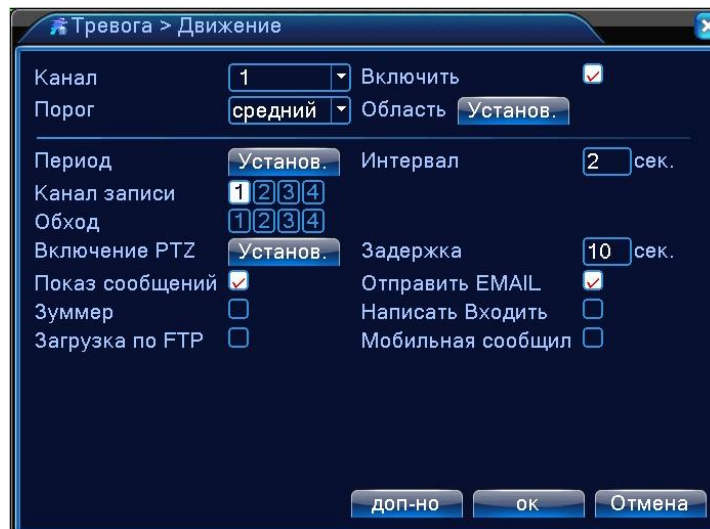 Тревога > Движение
Канал 1 Включить
Порог средний Область Установ.
Период Установ. Интервал 2 сек.
Канал записи 1 2 3 4
Обход 1 2 3 4
Включение PTZ Установ. Задержка 10 сек.
Показ сообщений Отправить EMAIL
Зуммер Написать Входить
Загрузка по FTP Мобильная сообщил
доп-но ок Отмена